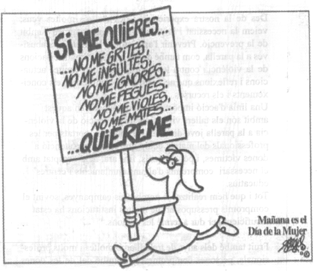 SI ME QUIERES...
...NO ME GRITES,
NO ME INSULTES,
NO ME IGNORES,
NO ME PEGUES,
NO ME VIOLES,
NO ME MATES...
...QUIEREME
Mañana es el
Día de la Mujer